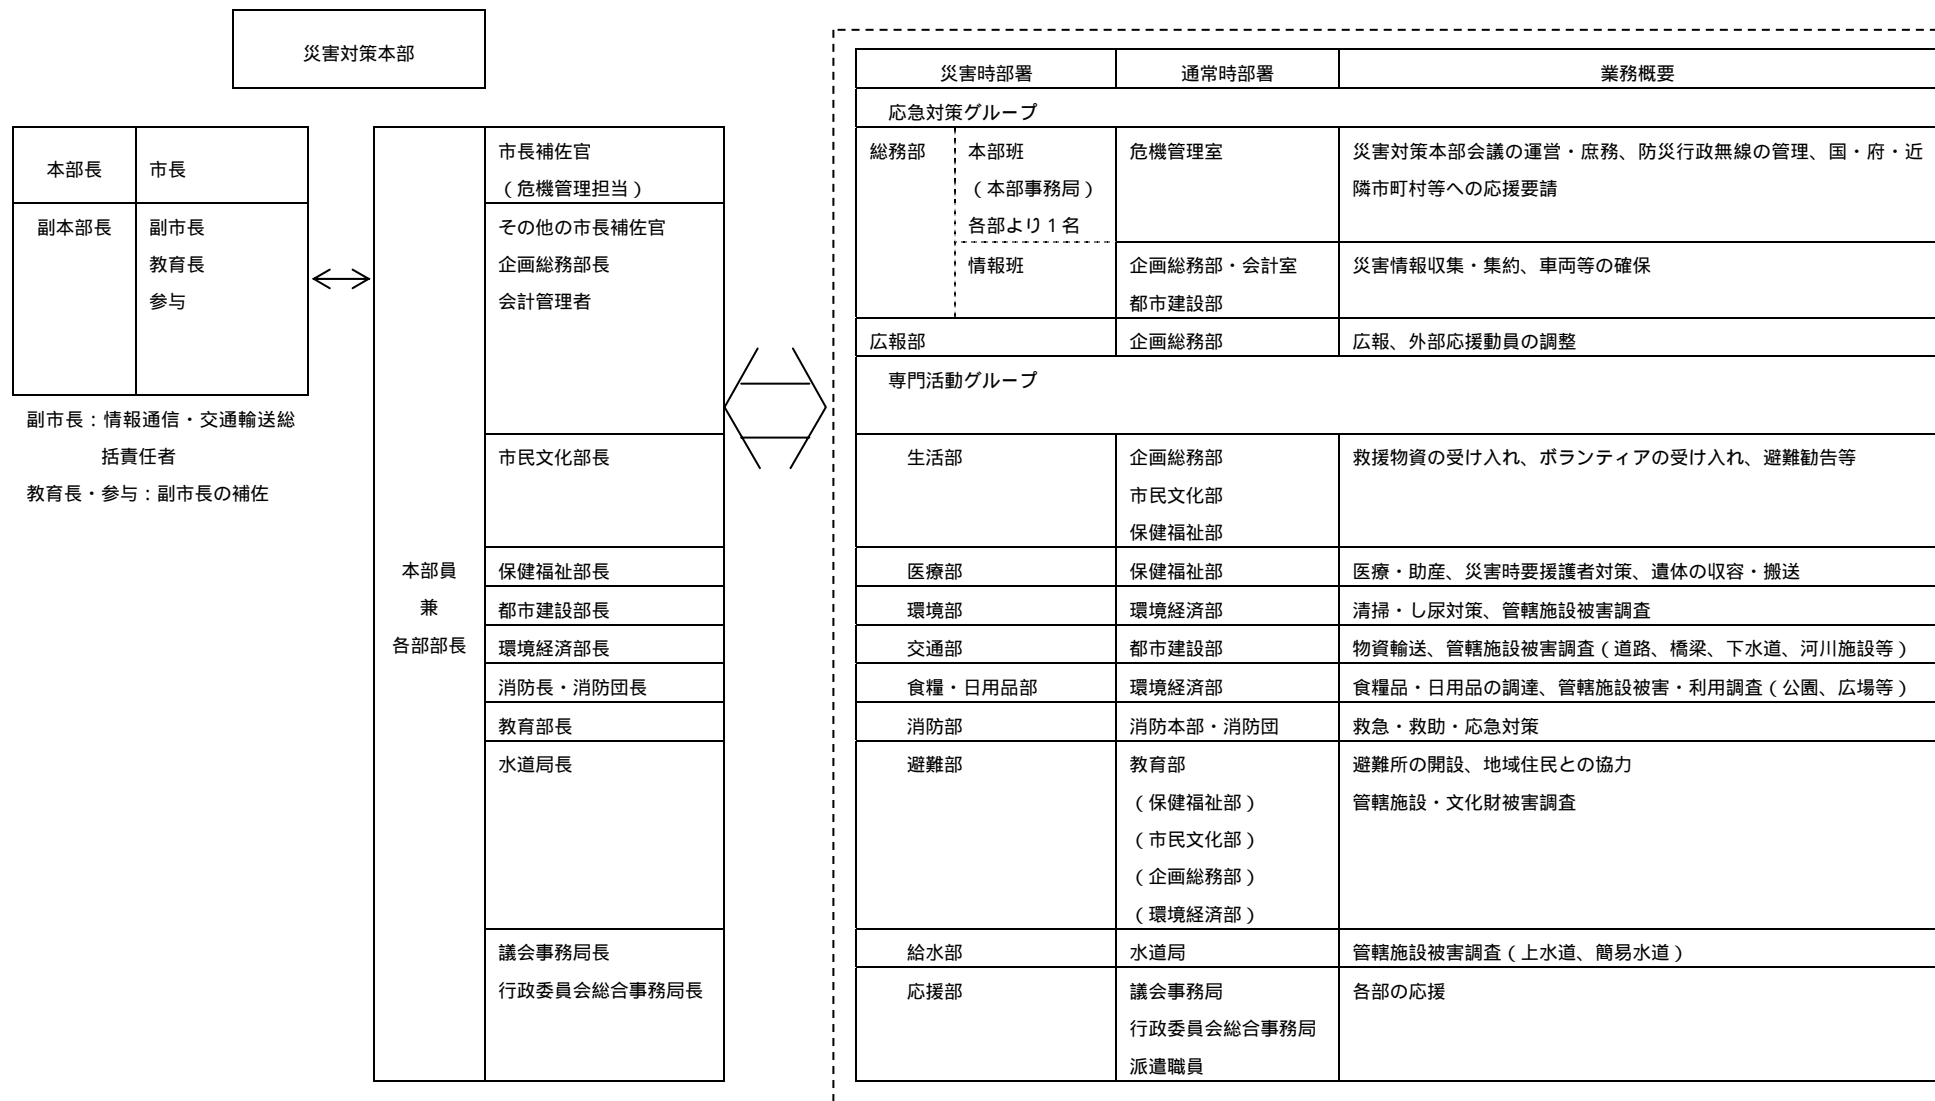 災害対策本部
本部長
市長
副本部長
副市長
教育長
参与
副市長：情報通信・交通輸送総
括責任者
教育長・参与：副市長の補佐
本部員
兼
各部部長
市長補佐官
（危機管理担当）
その他の市長補佐官
企画総務部長
会計管理者
市民文化部長
保健福祉部長
都市建設部長
環境経済部長
消防長・消防団長
教育部長
水道局長
議会事務局長
行政委員会総合事務局長
災害時部署 通常時部署 業務概要
応急対策グループ
総務部 本部班 危機管理室 災害対策本部会議の運営・庶務、防災行政無線の管理、国・府・近
（本部事務局） 隣市町村等への応援要請
各部より１名
情報班 企画総務部・会計室 災害情報収集・集約、車両等の確保
都市建設部
広報部 企画総務部 広報、外部応援動員の調整
専門活動グループ
生活部 企画総務部 救援物資の受け入れ、ボランティアの受け入れ、避難勧告等
市民文化部
保健福祉部
医療部 保健福祉部 医療・助産、災害時要援護者対策、遺体の収容・搬送
環境部 環境経済部 清掃・し尿対策、管轄施設被害調査
交通部 都市建設部 物資輸送、管轄施設被害調査（道路、橋梁、下水道、河川施設等）
食糧・日用品部 環境経済部 食糧品・日用品の調達、管轄施設被害・利用調査（公園、広場等）
消防部 消防本部・消防団 救急・救助・応急対策
避難部 教育部 避難所の開設、地域住民との協力
（保健福祉部） 管轄施設・文化財被害調査
（市民文化部）
（企画総務部）
（環境経済部）
給水部 水道局 管轄施設被害調査（上水道、簡易水道）
応援部 議会事務局 各部の応援
行政委員会総合事務局
派遣職員